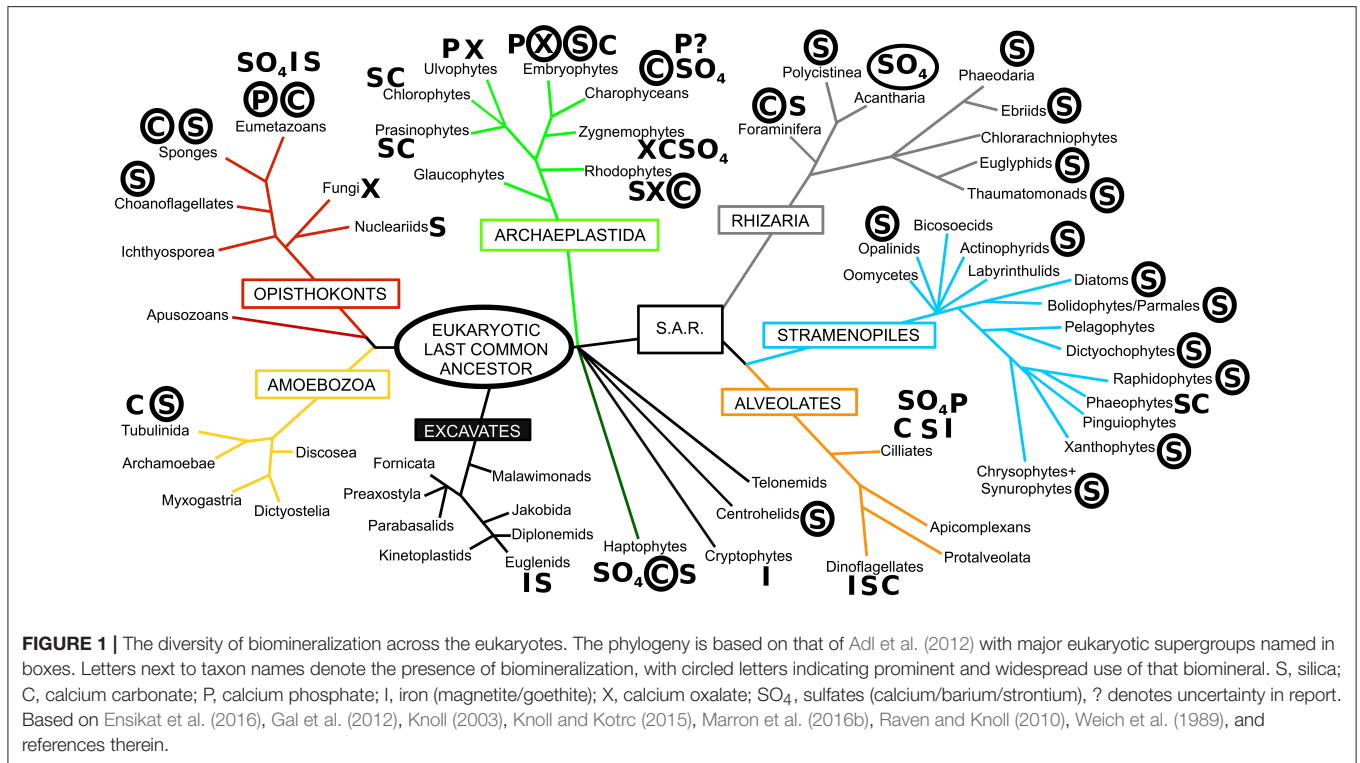 SO4IS
PC
Eumetazoans
CS
Sponges
S
Choanoflagellates
Ichthyosporea
Fungi X
Nucleariids S
OPISTHOKONTS
Apusozoans
PX
Ulvophytes
SC
Chlorophytes
Prasinophytes
SC
Glaucophytes
PXSC
Embryophytes
P?
CSO4
Charophyceans
Zygnemophytes
XCSO4
Rhodophytes
SXC
ARCHAEPLASTIDA
S
Polycistinea
SO4
Acantharia
CS
Foraminifera
S
Phaeodaria
Ebriids S
Chlorarachniophytes
Euglyphids S
Thaumatomonads S
RHIZARIA
S
Opalinids
Bicosoecids
Actinophyrids S
Oomycetes
Labyrinthulids
Diatoms S
Bolidophytes/Parmales S
Pelagophytes
Dictyochophytes S
Raphidophytes S
Phaeophytes SC
Pinguiophytes
Xanthophytes S
Chrysophytes+
Synurophytes S
STRAMENOPILES
S.A.R.
EUKARYOTIC
LAST COMMON
ANCESTOR
AMOEBOZOA
CS
Tubulinida
Archamoebae
Discosea
Myxogastria
Dictyostelia
EXCAVATES
Fornicata
Malawimonads
Preaxostyla
Parabasalids
Jakobida
Diplonemids
Kinetoplastids
Euglenids
IS
Haptophytes
SO4CS
Cryptophytes
I
Centrohelids S
Telonemids
ALVEOLATES
SO4P
CSI
Cilliates
Apicomplexans
Protalveolata
Dinoflagellates
ISC
FIGURE 1 | The diversity of biomineralization across the eukaryotes. The phylogeny is based on that of Adl et al. (2012) with major eukaryotic supergroups named in
boxes. Letters next to taxon names denote the presence of biomineralization, with circled letters indicating prominent and widespread use of that biomineral. S, silica;
C, calcium carbonate; P, calcium phosphate; I, iron (magnetite/goethite); X, calcium oxalate; SO4, sulfates (calcium/barium/strontium), ? denotes uncertainty in report.
Based on Ensikat et al. (2016), Gal et al. (2012), Knoll (2003), Knoll and Kotrc (2015), Marron et al. (2016b), Raven and Knoll (2010), Weich et al. (1989), and
references therein.